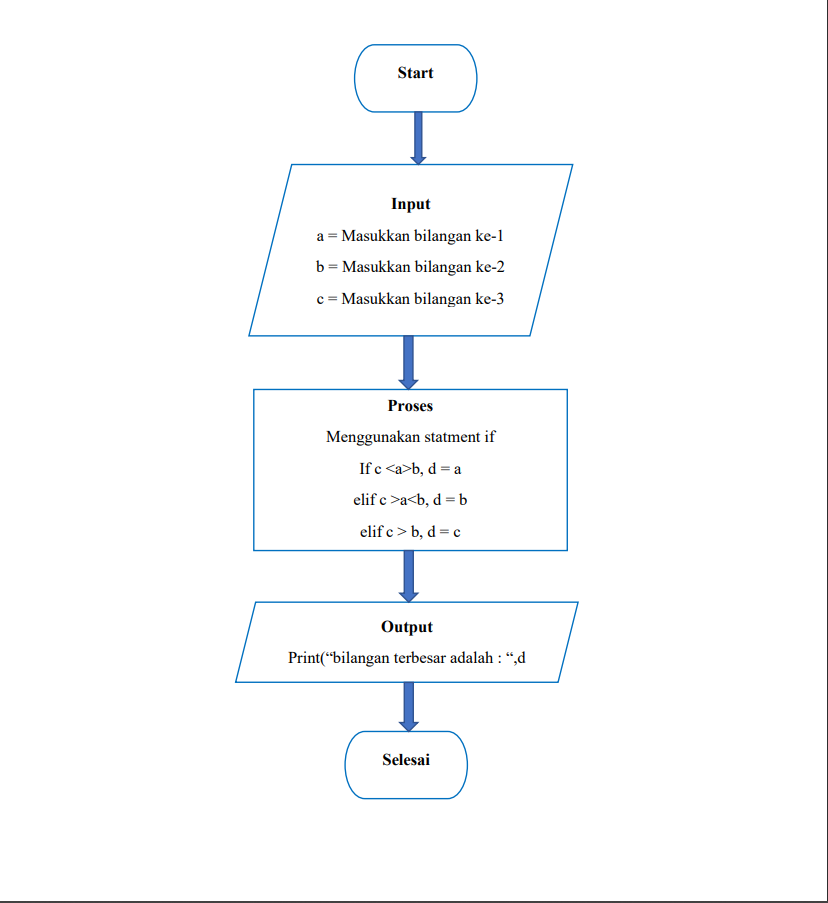 Start
Input
a = Masukkan bilangan ke-1
b = Masukkan bilangan ke-2
c = Masukkan bilangan ke-3
Proses
Menggunakan statment if
If c <a>b, d = a
elif c >a<b, d = b
elif c > b, d = c
Output
Print(“bilangan terbesar adalah : “,d
Selesai